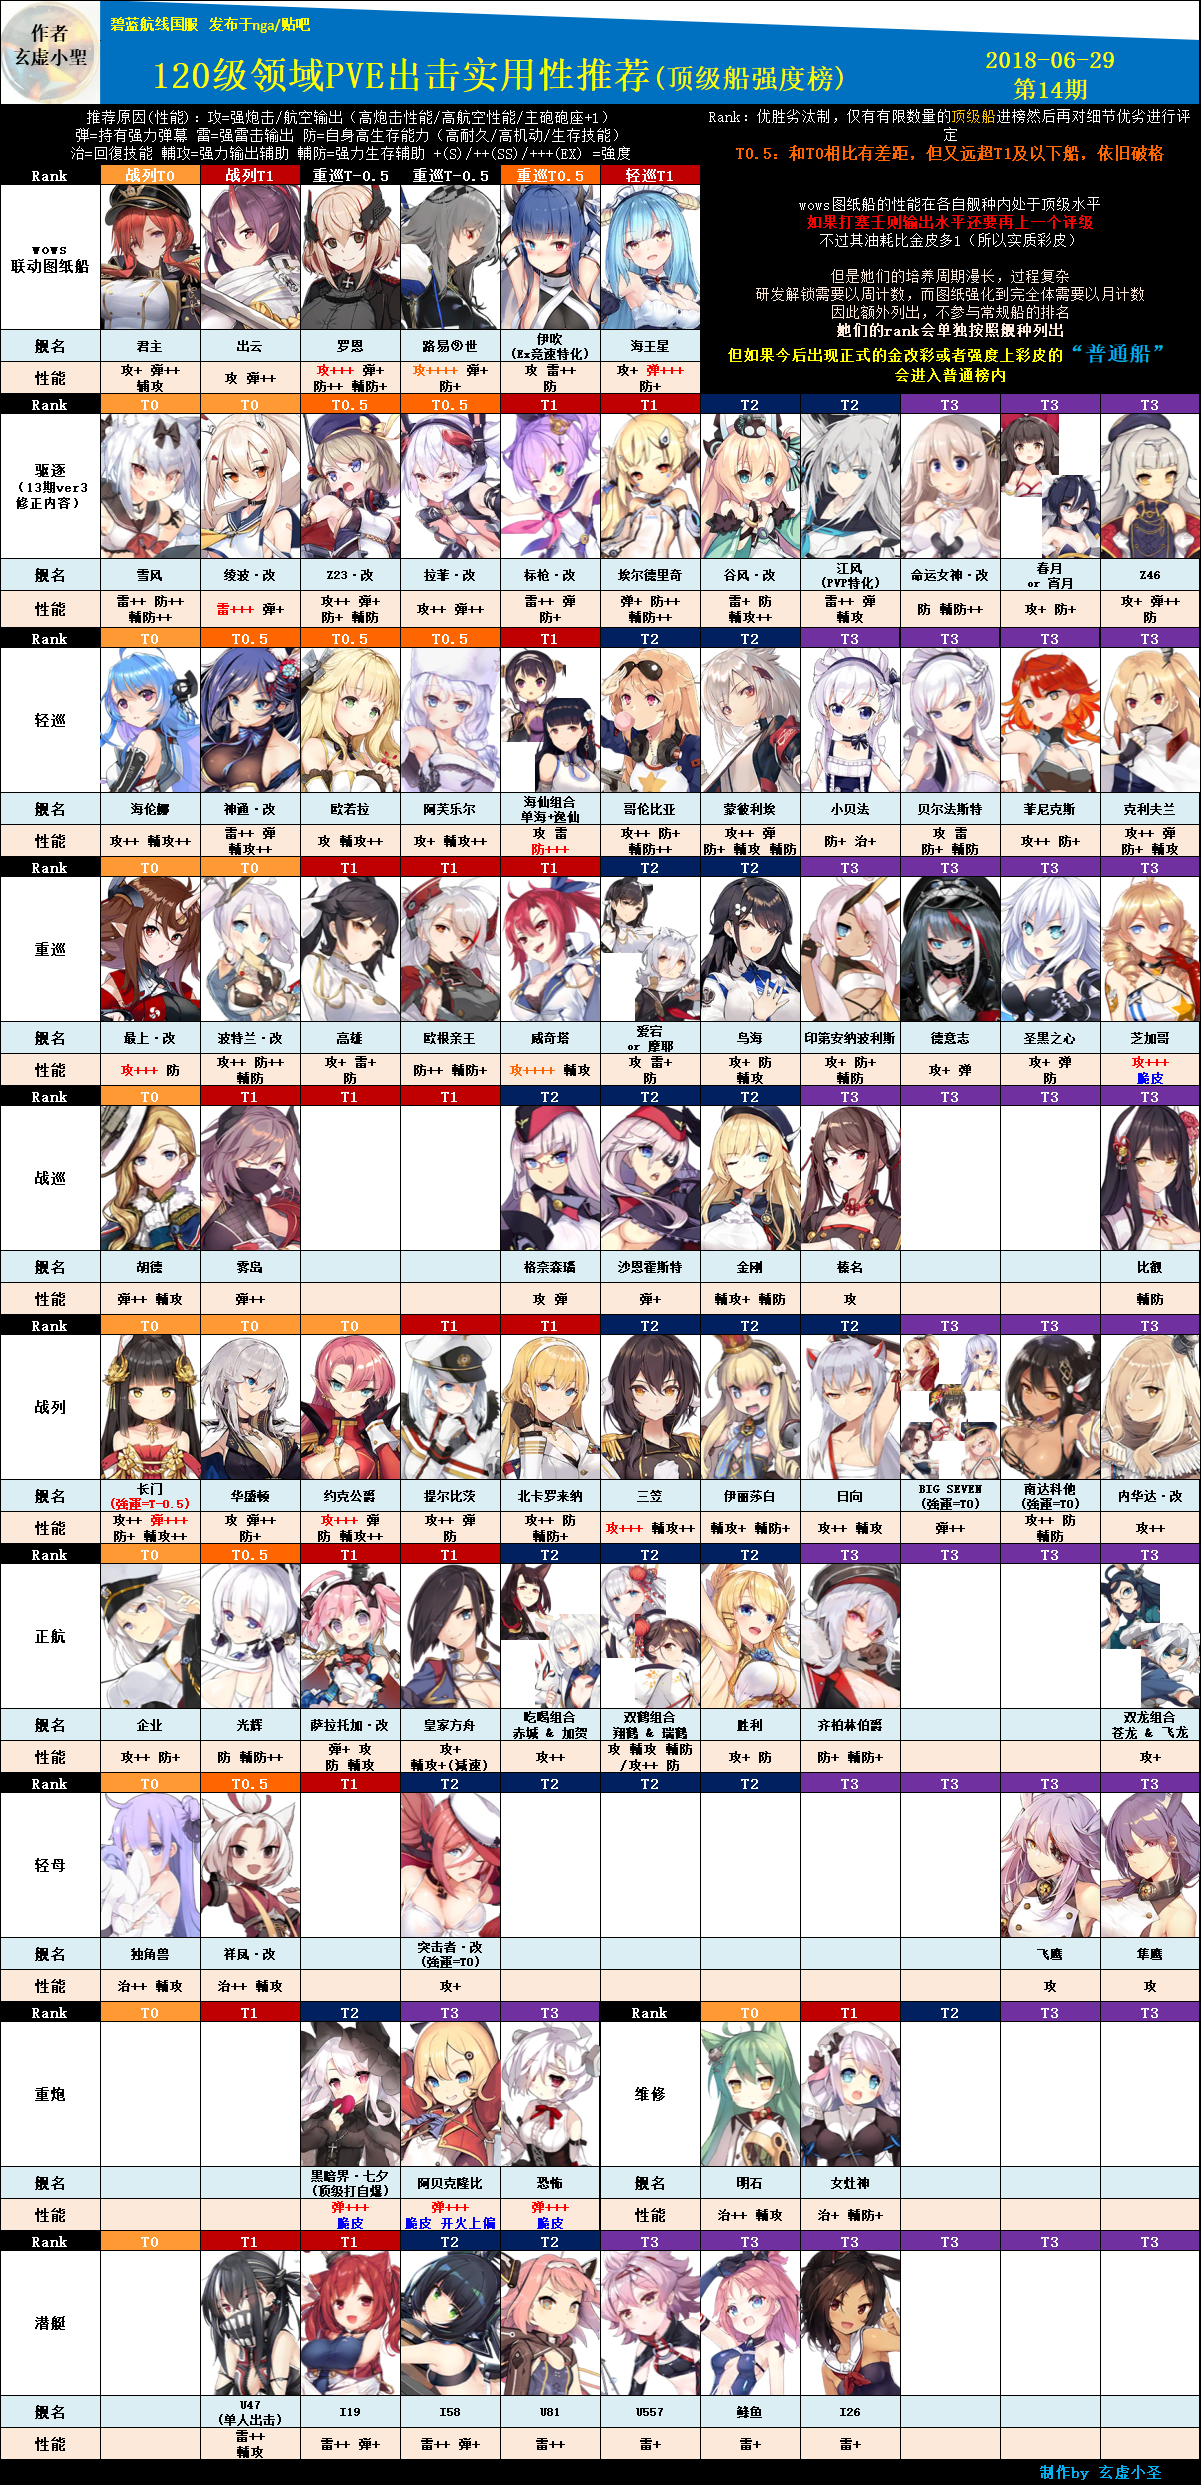 作者
玄虚小聖
碧蓝航线国服 发布于nga/贴吧
120级领域PVE出击实用性推荐(顶级船强度榜)
2018-06-29
第14期
推荐原因(性能)：攻=强炮击/航空输出（高炮击性能/高航空性能/主砲砲座+1）
弹=持有强力弹幕 雷=强雷击输出 防=自身高生存能力（高耐久/高机动/生存技能）
治=回復技能 輔攻=强力输出辅助 輔防=强力生存辅助 +(S)/++(SS)/+++(EX) =强度
Rank：优胜劣汰制，仅有有限数量的顶级船进榜然后再对细节优劣进行评
定
T0.5：和T0相比有差距，但又远超T1及以下船，依旧破格
Rank 战列T0 战列T1 重巡T-0.5 重巡T-0.5 重巡T0.5 轻巡T1
wows
联动图纸船
wows图纸船的性能在各自舰种内处于顶级水平
如果打塞壬则输出水平还要再上一个评级
不过其油耗比金皮多1（所以实质彩皮）
但是她们的培养周期漫长，过程复杂
研发解锁需要以周计数，而图纸强化到完全体需要以月计数
因此额外列出，不参与常规船的排名
她们的rank会单独按照舰种列出
但如果今后出现正式的金改彩或者强度上彩皮的“普通船”
会进入普通榜内
舰名 君主 出云 罗恩 路易⑨世 伊吹
(Ex竞速特化) 海王星
性能 攻+ 弹++
辅攻 攻 弹++ 攻+++ 弹+
防++ 輔防+ 攻++++ 弹+
防+ 攻 雷++
防 攻+ 弹+++
防+
Rank T0 T0 T0.5 T0.5 T1 T1 T2 T2 T3 T3 T3
驱逐
（13期ver3
修正内容）
舰名 雪风 绫波·改 Z23·改 拉菲·改 标枪·改 埃尔德里奇 谷风·改 江风
(PVP特化) 命运女神·改 春月
or 宵月 Z46
性能 雷++ 防++
輔防++ 雷+++ 弹+ 攻++ 弹+
防+ 輔防 攻++ 弹++ 雷++ 弹
防+ 弹+ 防++
輔防++ 雷+ 防
輔攻++ 雷++ 弹
輔攻 防 輔防++ 攻+ 防+ 攻+ 弹++
防
Rank T0 T0.5 T0.5 T0.5 T1 T2 T2 T3 T3 T3 T3
轻巡
舰名 海伦娜 神通·改 欧若拉 阿芙乐尔 海仙组合
单海+逸仙 哥伦比亚 蒙彼利埃 小贝法 贝尔法斯特 菲尼克斯 克利夫兰
性能 攻++ 輔攻++ 雷++ 弹
輔攻++ 攻 輔攻++ 攻+ 輔攻++ 攻 雷
防+++ 攻++ 防+
輔防++ 攻++ 弹
防+ 輔攻 輔防 防+ 治+ 攻 雷
防+ 輔防 攻++ 防+ 攻++ 弹
防+ 輔攻
Rank T0 T0 T1 T1 T1 T2 T2 T3 T3 T3 T3
重巡
舰名 最上·改 波特兰·改 高雄 欧根亲王 威奇塔 爱宕
or 摩耶 鸟海 印第安纳波利斯 德意志 圣黑之心 芝加哥
性能 攻+++ 防 攻++ 防++
輔防 攻+ 雷+
防 防++ 輔防+ 攻++++ 輔攻 攻 雷+
防 攻+ 防
輔攻 攻+ 防+
輔防 攻+ 弹 攻+ 弹
防 攻+++
脆皮
Rank T0 T1 T1 T1 T2 T2 T2 T3 T3 T3 T3
战巡
舰名 胡德 雾岛 格奈森瑙 沙恩霍斯特 金刚 榛名 比叡
性能 弹++ 輔攻 弹++ 攻 弹 弹+ 輔攻+ 輔防 攻 輔防
Rank T0 T0 T0 T1 T1 T2 T2 T2 T3 T3 T3
战列
舰名 长门
(強運=T-0.5) 华盛顿 约克公爵 提尔比茨 北卡罗来纳 三笠 伊丽莎白 日向 BIG SEVEN
(強運=T0) 南达科他
(強運=T0) 内华达·改
性能 攻++ 弹+++
防+ 輔攻++ 攻 弹++
防+ 攻+++ 弹
防 輔攻++ 攻++ 弹
防 攻++ 防
輔防+ 攻+++ 輔攻++ 輔攻+ 輔防+ 攻++ 輔攻 弹++ 攻++ 防
輔防 攻++
Rank T0 T0.5 T1 T1 T2 T2 T2 T3 T3 T3 T3
正航
舰名 企业 光辉 萨拉托加·改 皇家方舟 吃喝组合
赤城 & 加贺 双鹤组合
翔鹤 & 瑞鹤 胜利 齐柏林伯爵 双龙组合
苍龙 & 飞龙
性能 攻++ 防+ 防 輔防++ 弹+ 攻
防 輔攻 攻+
輔攻+(減速) 攻++ 攻 輔攻 輔防
/攻++ 防 攻+ 防 防+ 輔防+ 攻+
Rank T0 T0.5 T1 T2 T2 T2 T2 T3 T3 T3 T3
轻母
舰名 独角兽 祥凤·改 突击者·改
(強運=T0) 飞鹰 隼鹰
性能 治++ 輔攻 治++ 輔攻 攻+ 攻 攻
Rank T0 T1 T2 T3 T3 Rank T0 T1 T2 T3 T3
重炮 维修
舰名 黑暗界·七夕
(顶级打自爆) 阿贝克隆比 恐怖 舰名 明石 女灶神
性能 弹+++
脆皮 弹+++
脆皮 开火上偏 弹+++
脆皮 性能 治++ 輔攻 治+ 輔防+
Rank T0 T1 T1 T2 T2 T3 T3 T3 T3 T3 T3
潜艇
舰名 U47
(单人出击) I19 I58 U81 U557 鲦鱼 I26
性能 雷++
輔攻 雷++ 弹+ 雷++ 弹+ 雷++ 雷+ 雷+ 雷+
制作by 玄虚小圣